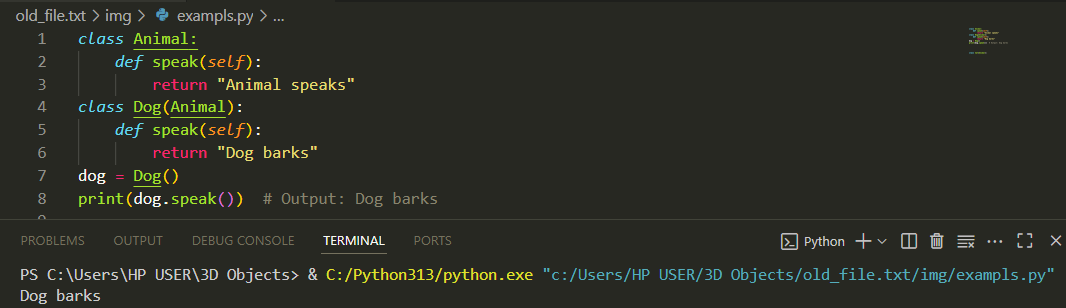 old_file.txt > img > exampls.py > ...
1 class Animal:
2     def speak(self):
3         return "Animal speaks"
4 class Dog(Animal):
5     def speak(self):
6         return "Dog barks"
7 dog = Dog()
8 print(dog.speak())  # Output: Dog barks
PROBLEMS OUTPUT DEBUG CONSOLE TERMINAL PORTS Python
PS C:\Users\HP USER\3D Objects> & C:/Python313/python.exe "c:/Users/HP USER/3D Objects/old_file.txt/img/exampls.py"
Dog barks